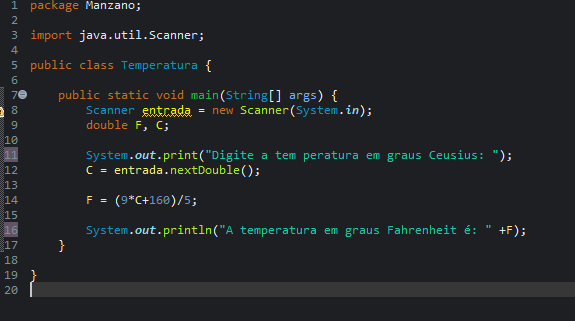 1 package Manzano;
2
3 import java.util.Scanner;
4
5 public class Temperatura {
6
7 public static void main(String[] args) {
8 Scanner entrada = new Scanner(System.in);
9 double F, C;
10
11 System.out.print("Digite a tem peratura em graus Ceusius: ");
12 C = entrada.nextDouble();
13
14 F = (9*C+160)/5;
15
16 System.out.println("A temperatura em graus Fahrenheit é: " +F);
17 }
18
19 }
20